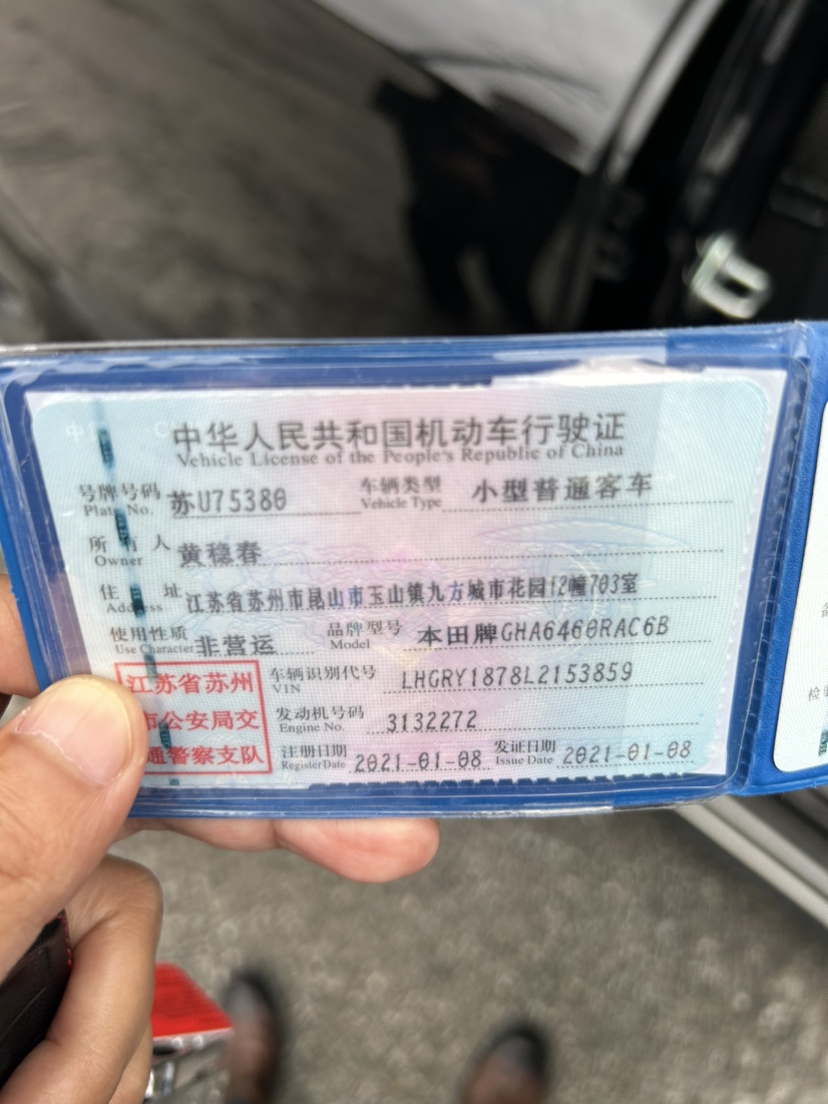 中华人民共和国机动车行驶证
Vehicle License of the People's Republic of China
号牌号码 苏U75380 车辆类型 小型普通客车
Plate No. Vehicle Type
所有人 黄稳春
Owner
住址 江苏省苏州市昆山市玉山镇九方城市花园12幢703室
Address
使用性质 非营运 品牌型号 本田牌GHA6460RAC6B
Use Character Model
江苏省苏州 车辆识别代号 LHGRY1878L2153859
VIN
市公安局交 发动机号码 3132272
Engine No.
通警察支队 注册日期 2021-01-08 发证日期 2021-01-08
Register Date Issue Date